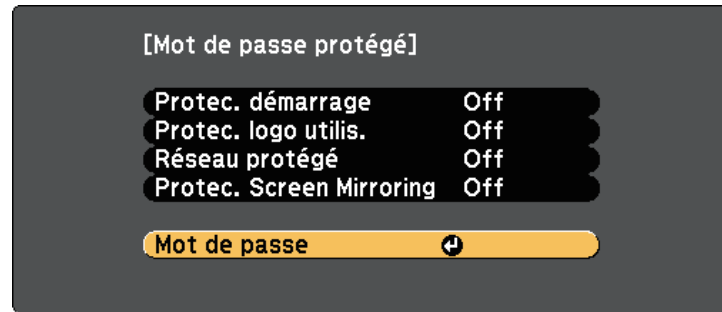 [Mot de passe protégé]
Protec. démarrage Off
Protec. logo utilis. Off
Réseau protégé Off
Protec. Screen Mirroring Off
Mot de passe